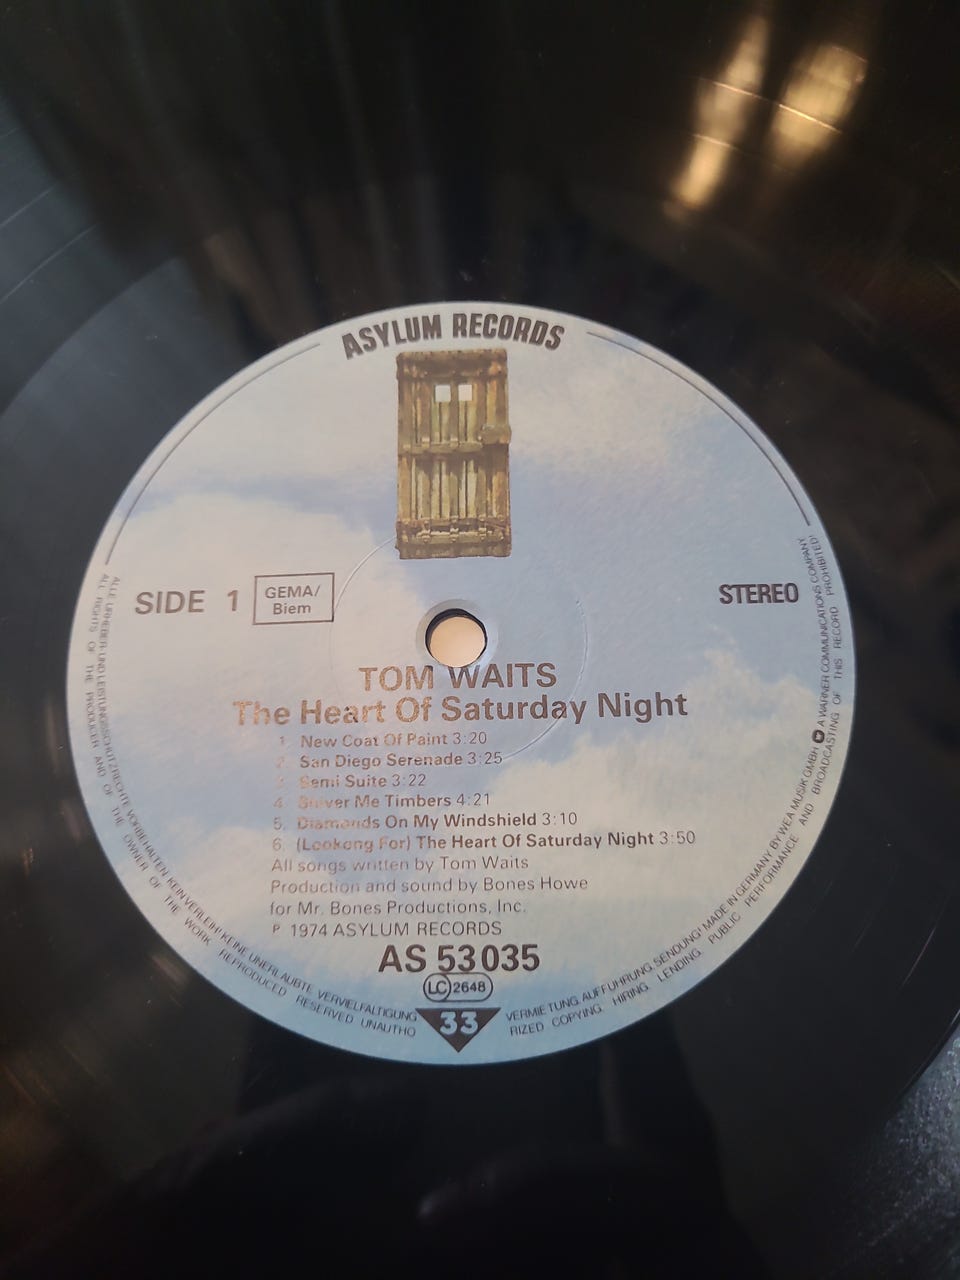 ASYLUM RECORDS
SIDE 1
GEMA/
Biem
STEREO
TOM WAITS
The Heart Of Saturday Night
1. New Coat Of Paint 3:20
2. San Diego Serenade 3:25
3. Semi Suite 3:22
4. Shiver Me Timbers 4:21
5. Diamonds On My Windshield 3:10
6. (Lookong For) The Heart Of Saturday Night 3:50
All songs written by Tom Waits
Production and sound by Bones Howe
for Mr. Bones Productions, Inc.
℗ 1974 ASYLUM RECORDS
AS 53 035
LC 2648
33
ALLE URHEBER- UND LEISTUNGSSCHUTZRECHTE VORBEHALTEN KEIN VERLEIH! KEINE UNERLAUBTE VERVIELFÄLTIGUNG VERMIETUNG AUFFÜHRUNG, SENDUNG! MADE IN GERMANY BY WEA MUSIK GMBH A WARNER COMMUNICATIONS COMPANY
ALL RIGHTS OF THE PRODUCER AND OF THE OWNER OF THE WORK REPRODUCED RESERVED UNAUTHO RIZED COPYING, HIRING, LENDING, PUBLIC PERFORMANCE AND BROADCASTING OF THIS RECORD PROHIBITED!